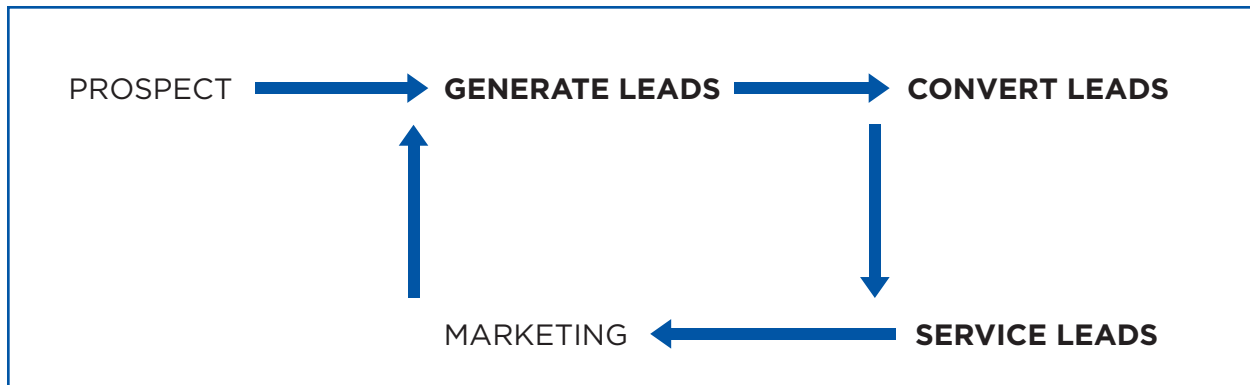 PROSPECT
GENERATE LEADS
CONVERT LEADS
MARKETING
SERVICE LEADS